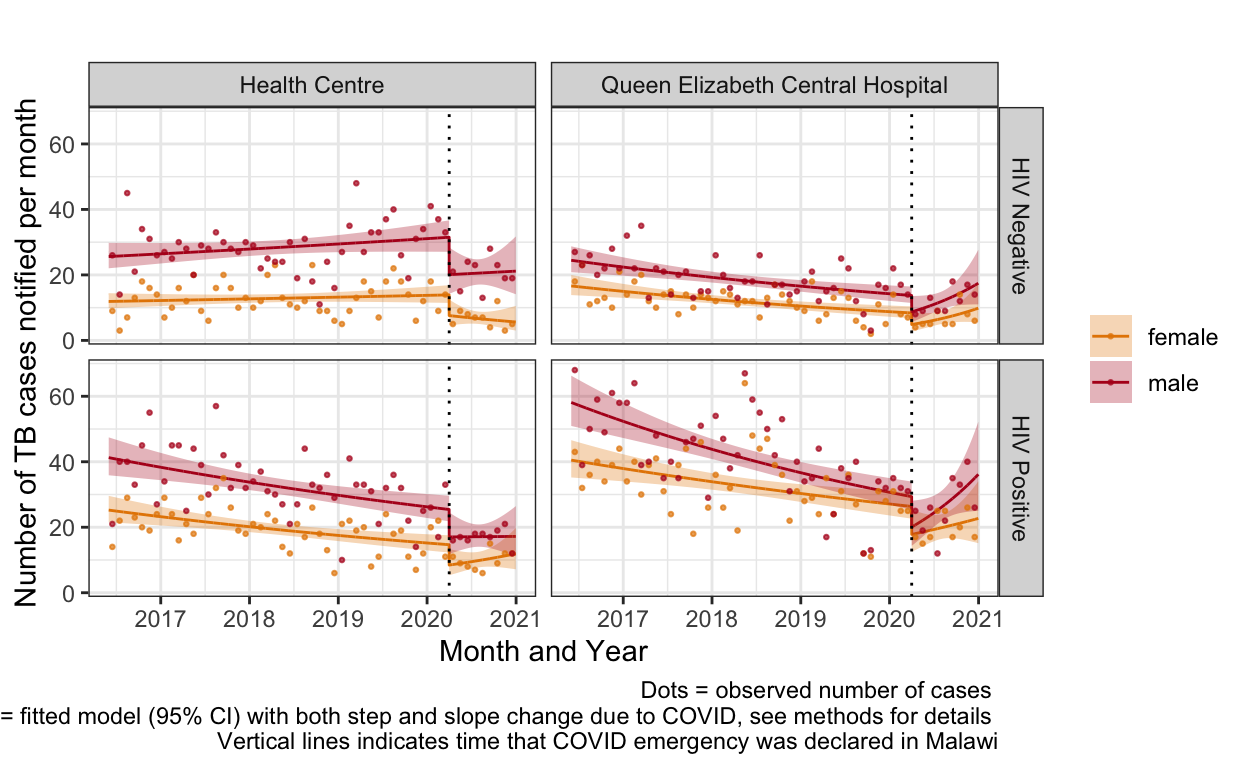 Health Centre
Queen Elizabeth Central Hospital
Number of TB cases notified per month
60
40
20
0
HIV Negative
60
40
20
0
HIV Positive
female
male
2017 2018 2019 2020 2021
2017 2018 2019 2020 2021
Month and Year
Dots = observed number of cases
= fitted model (95% CI) with both step and slope change due to COVID, see methods for details
Vertical lines indicates time that COVID emergency was declared in Malawi